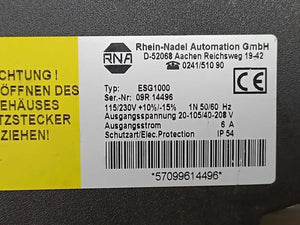 RNA
Rhein-Nadel Automation GmbH
D-52068 Aachen Reichsweg 19-42
☎ 0241/510 90
CHTUNG !
ÖFFNEN DES
EHÄUSES
TZSTECKER
ZIEHEN!
Typ: ESG1000
Ser.-Nr: 09R 14496
115/230V +10%/-15% 1N 50/60 Hz
Ausgangsspannung 20-105/40-208 V
Ausgangsstrom 6 A
Schutzart/Elec.Protection IP 54
CE
*57099614496*